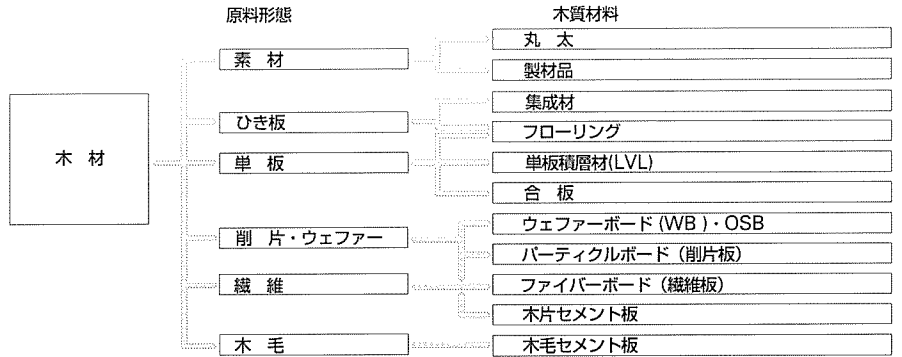 原料形態
木質材料
木 材
素 材
ひき板
単 板
削 片・ウェファー
繊 維
木 毛
丸 太
製材品
集成材
フローリング
単板積層材(LVL)
合 板
ウェファーボード(WB)・OSB
パーティクルボード(削片板)
ファイバーボード(繊維板)
木片セメント板
木毛セメント板